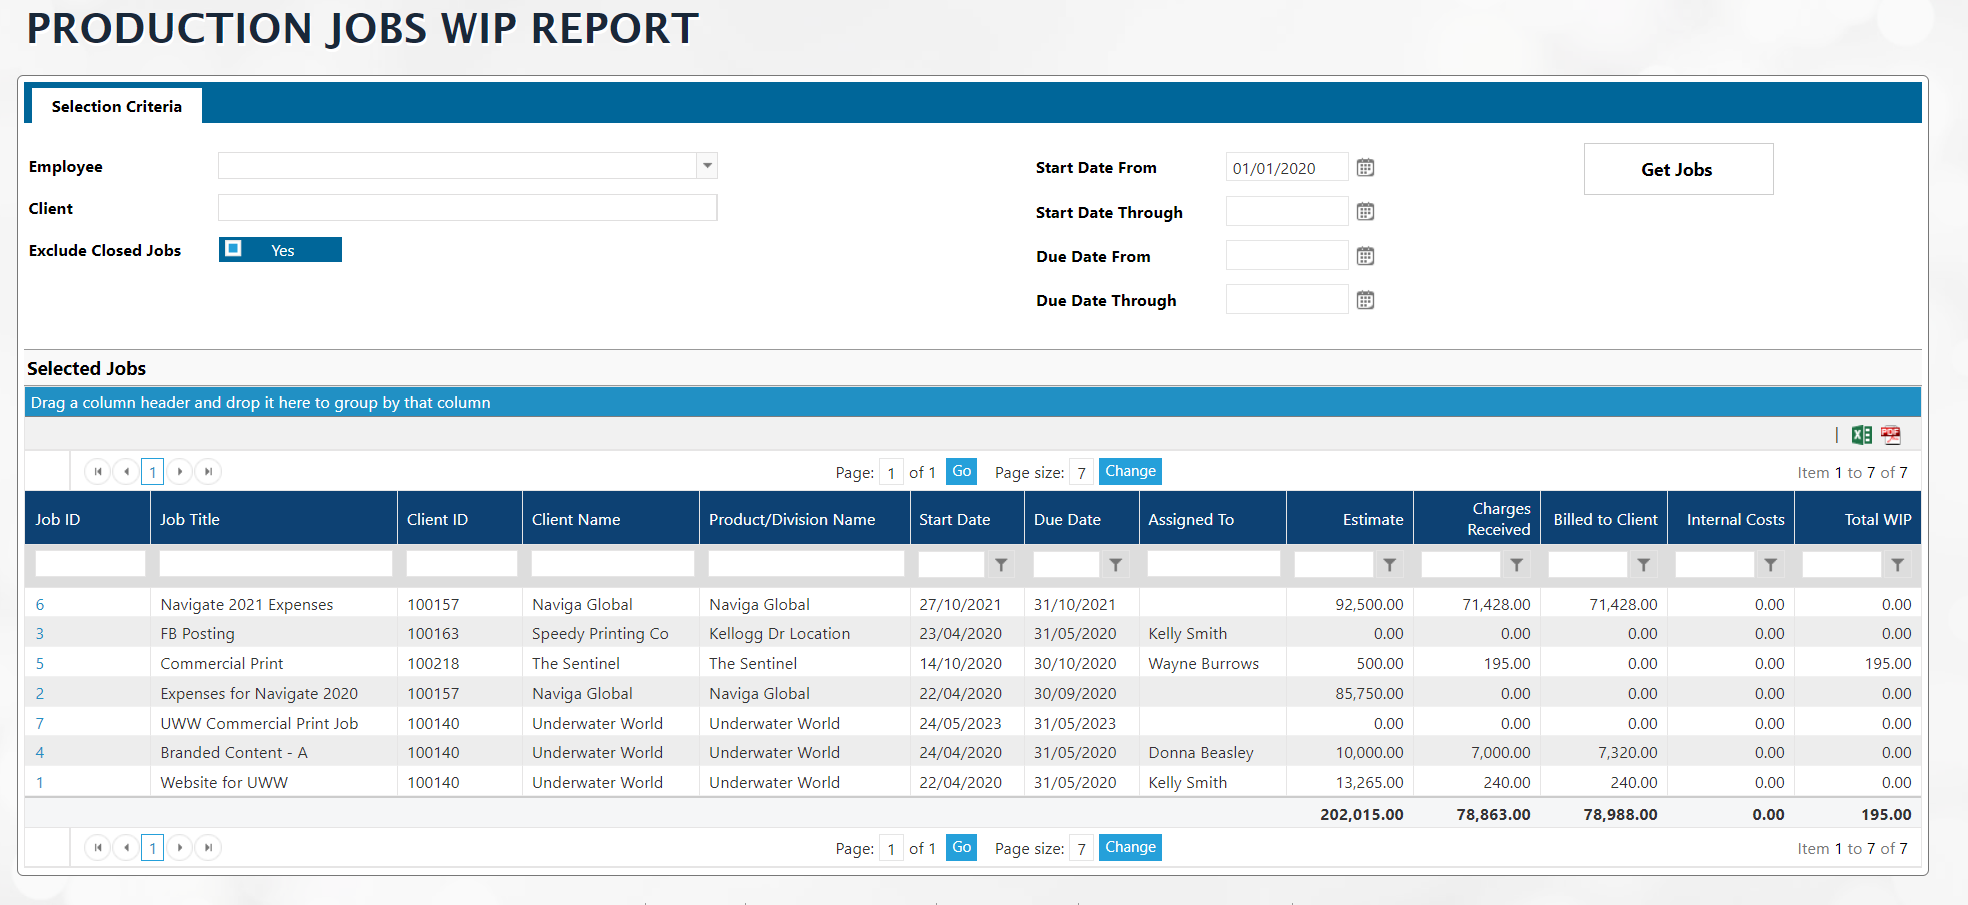 PRODUCTION JOBS WIP REPORT
Selection Criteria
Employee
Client
Exclude Closed Jobs Yes
Start Date From 01/01/2020
Start Date Through
Due Date From
Due Date Through
Get Jobs
Selected Jobs
Drag a column header and drop it here to group by that column
1 Page: 1 of 1 Go Page size: 7 Change Item 1 to 7 of 7
Job ID Job Title Client ID Client Name Product/Division Name Start Date Due Date Assigned To Estimate Charges Received Billed to Client Internal Costs Total WIP
6 Navigate 2021 Expenses 100157 Naviga Global Naviga Global 27/10/2021 31/10/2021 92,500.00 71,428.00 71,428.00 0.00 0.00
3 FB Posting 100163 Speedy Printing Co Kellogg Dr Location 23/04/2020 31/05/2020 Kelly Smith 0.00 0.00 0.00 0.00 0.00
5 Commercial Print 100218 The Sentinel The Sentinel 14/10/2020 30/10/2020 Wayne Burrows 500.00 195.00 0.00 0.00 195.00
2 Expenses for Navigate 2020 100157 Naviga Global Naviga Global 22/04/2020 30/09/2020 85,750.00 0.00 0.00 0.00 0.00
7 UWW Commercial Print Job 100140 Underwater World Underwater World 24/05/2023 31/05/2023 0.00 0.00 0.00 0.00 0.00
4 Branded Content - A 100140 Underwater World Underwater World 24/04/2020 31/05/2020 Donna Beasley 10,000.00 7,000.00 7,320.00 0.00 0.00
1 Website for UWW 100140 Underwater World Underwater World 22/04/2020 31/05/2020 Kelly Smith 13,265.00 240.00 240.00 0.00 0.00
202,015.00 78,863.00 78,988.00 0.00 195.00
1 Page: 1 of 1 Go Page size: 7 Change Item 1 to 7 of 7